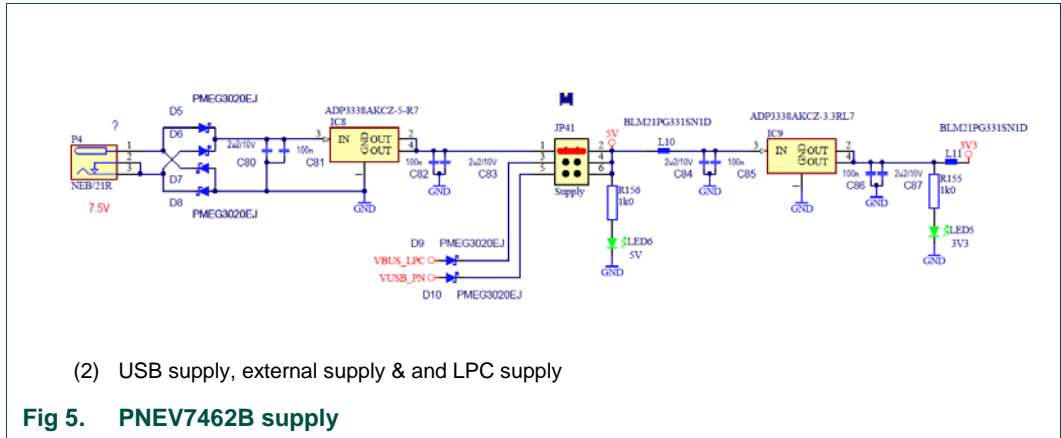 PMEG3020EJ
D5
D6
D7
D8
PMEG3020EJ
?
P4
1
2
3
NEB/21R
7.5V
2u2/10V
C80
100n
C81
ADP3338AKCZ-5-R7
IC8
3
IN
GND
OUT
OUT
2
4
1
GND
100n
C82
2u2/10V
C83
GND
JP41
1
3
5
2
4
6
Supply
5V
R156
1k0
LED6
5V
GND
D9
PMEG3020EJ
VBUS_LPC
VUSB_PN
D10
PMEG3020EJ
BLM21PG331SN1D
L10
2u2/10V
C84
100n
C85
GND
ADP3338AKCZ-3.3RL7
IC9
3
IN
GND
OUT
OUT
2
4
1
GND
100n
C86
2u2/10V
C87
GND
BLM21PG331SN1D
L11
3V3
R155
1k0
LED5
3V3
GND
(2) USB supply, external supply & and LPC supply
Fig 5. PNEV7462B supply